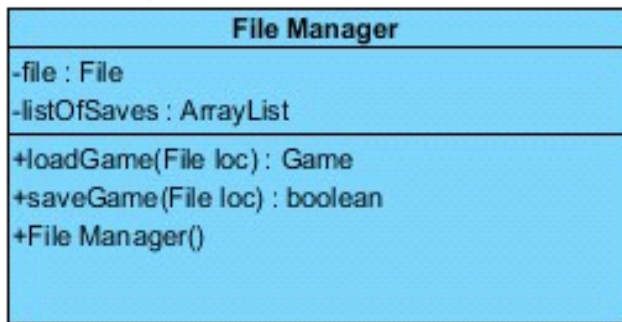 File Manager
-file : File
-listOfSaves : ArrayList
+loadGame(File loc) : Game
+saveGame(File loc) : boolean
+File Manager()